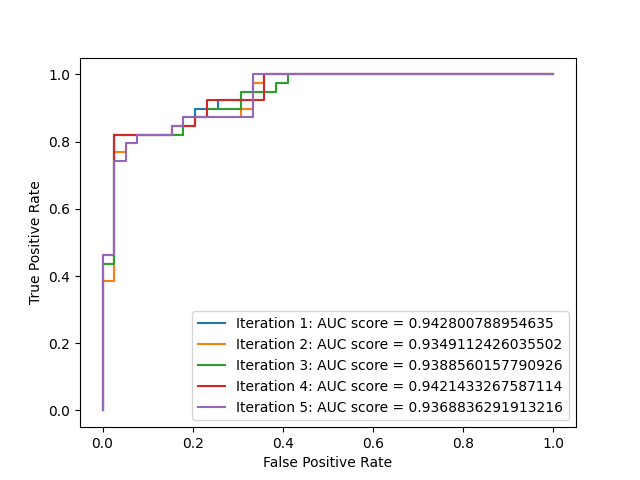 1.0
0.8
0.6
0.4
0.2
0.0
True Positive Rate
Iteration 1: AUC score = 0.942800788954635
Iteration 2: AUC score = 0.9349112426035502
Iteration 3: AUC score = 0.9388560157790926
Iteration 4: AUC score = 0.9421433267587114
Iteration 5: AUC score = 0.9368836291913216
0.0 0.2 0.4 0.6 0.8 1.0
False Positive Rate